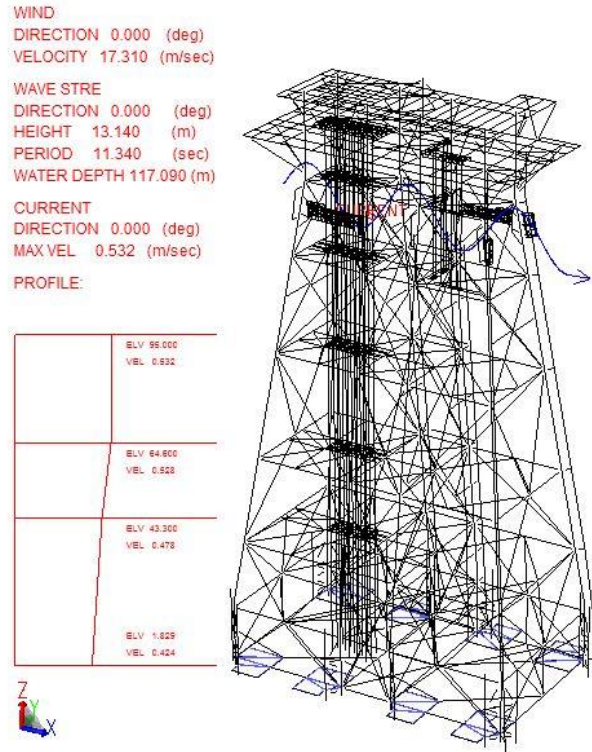 WIND
DIRECTION 0.000 (deg)
VELOCITY 17.310 (m/sec)
WAVE STRE
DIRECTION 0.000 (deg)
HEIGHT 13.140 (m)
PERIOD 11.340 (sec)
WATER DEPTH 117.090 (m)
CURRENT
DIRECTION 0.000 (deg)
MAX VEL 0.532 (m/sec)
PROFILE:
ELV 95.000
VEL 0.532
ELV 64.600
VEL 0.528
ELV 43.300
VEL 0.478
ELV 1.829
VEL 0.424
CURRENT
Z
Y
X